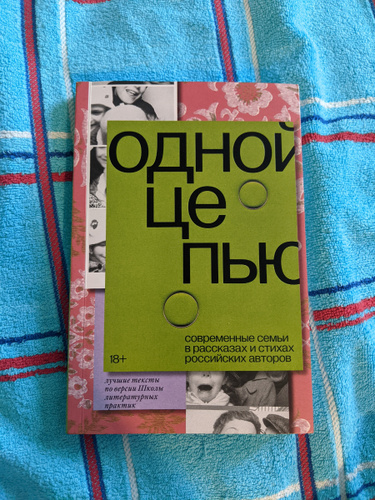 одной
це
пью
современные семьи
в рассказах и стихах
российских авторов
18+
лучшие тексты
по версии Школы
литературных
практик